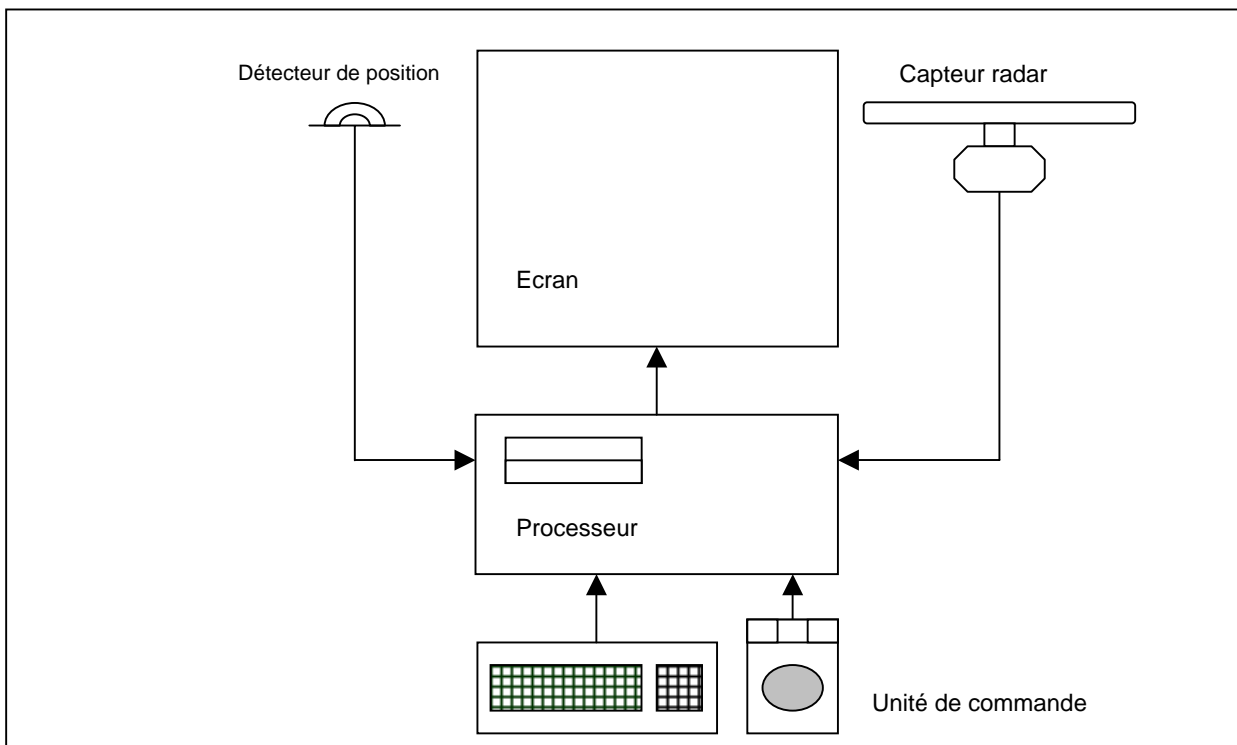 Détecteur de position
Capteur radar
Ecran
Processeur
Unité de commande